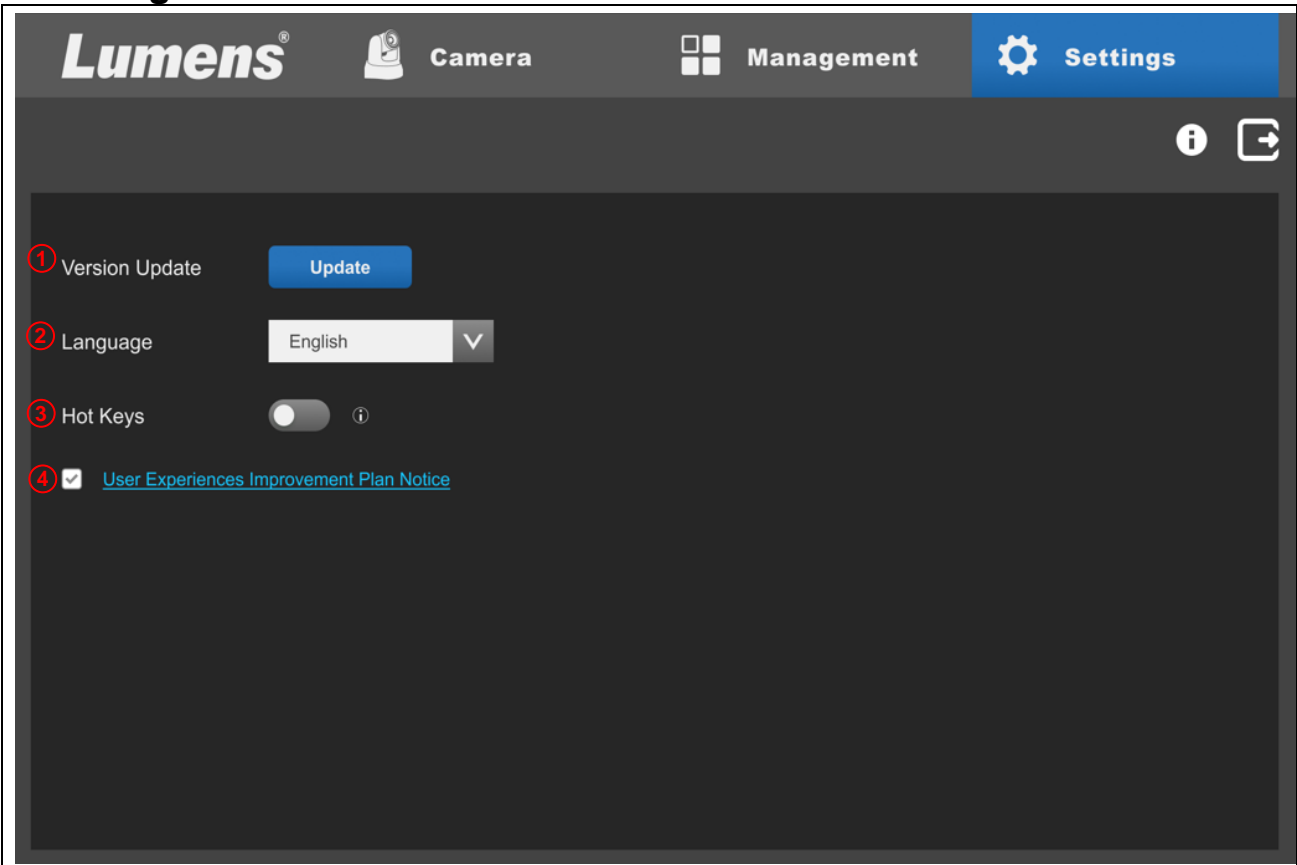 Lumens®
Camera
Management
Settings
1 Version Update
Update
2 Language
English
3 Hot Keys
4 User Experiences Improvement Plan Notice